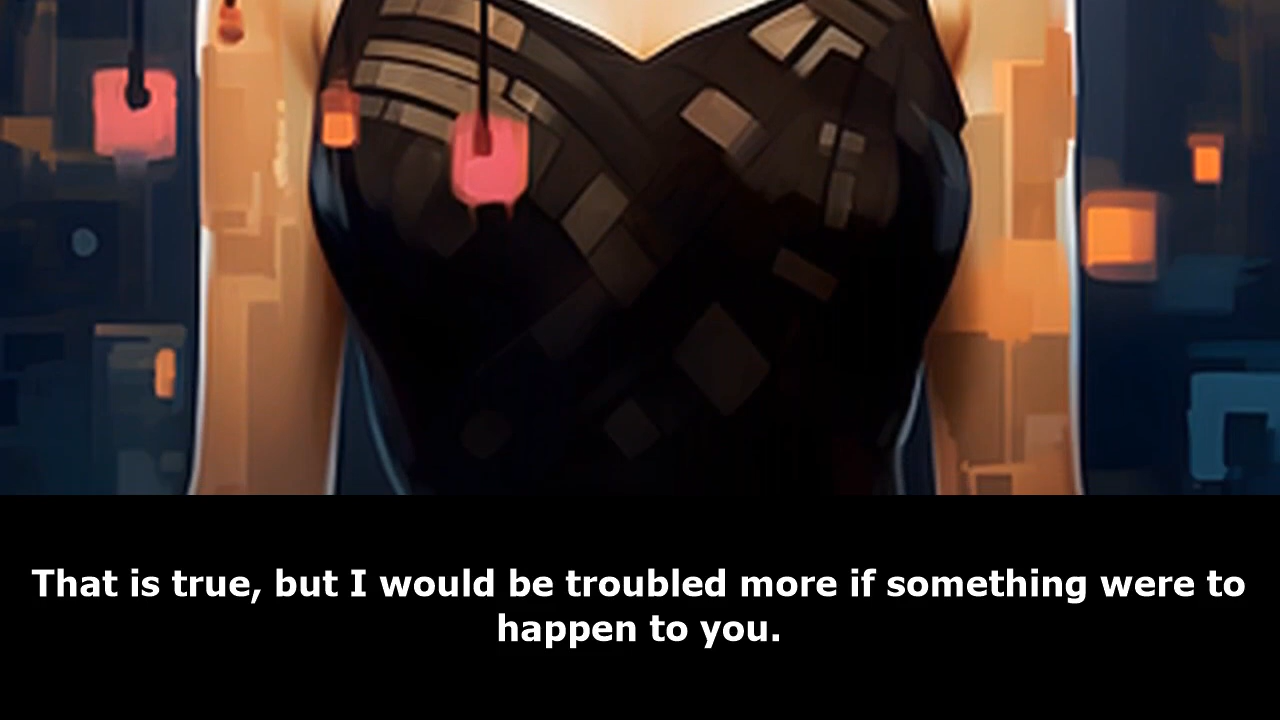 That is true, but I would be troubled more if something were to
happen to you.